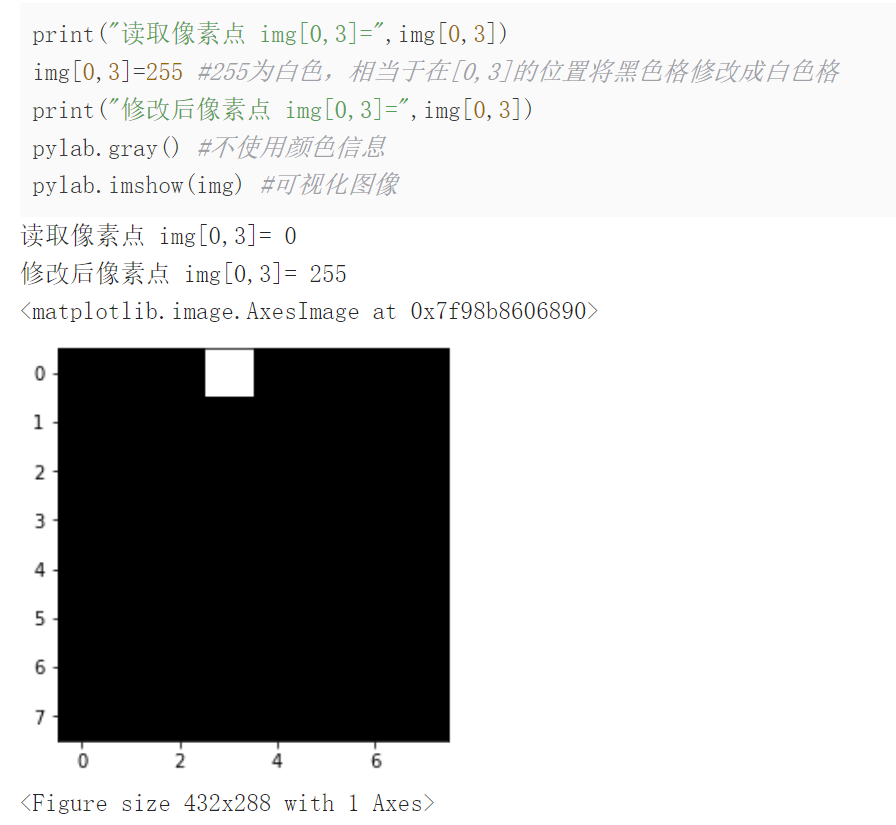 print("读取像素点 img[0,3]=",img[0,3])
img[0,3]=255 #255为白色，相当于在[0,3]的位置将黑色格修改成白色格
print("修改后像素点 img[0,3]=",img[0,3])
pylab.gray() #不使用颜色信息
pylab.imshow(img) #可视化图像
读取像素点 img[0,3]= 0
修改后像素点 img[0,3]= 255
<matplotlib.image.AxesImage at 0x7f98b8606890>
0
1
2
3
4
5
6
7
0 2 4 6
<Figure size 432x288 with 1 Axes>